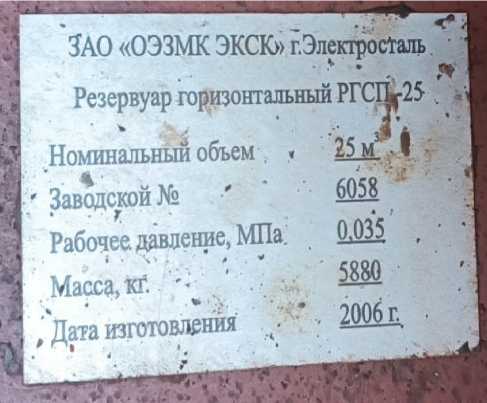 ЗАО «ОЭЗМК ЭКСК» г.Электросталь
Резервуар горизонтальный РГСП-25
Номинальный объем 25 м³
Заводской № 6058
Рабочее давление, МПа 0,035
Масса, кг. 5880
Дата изготовления 2006 г.